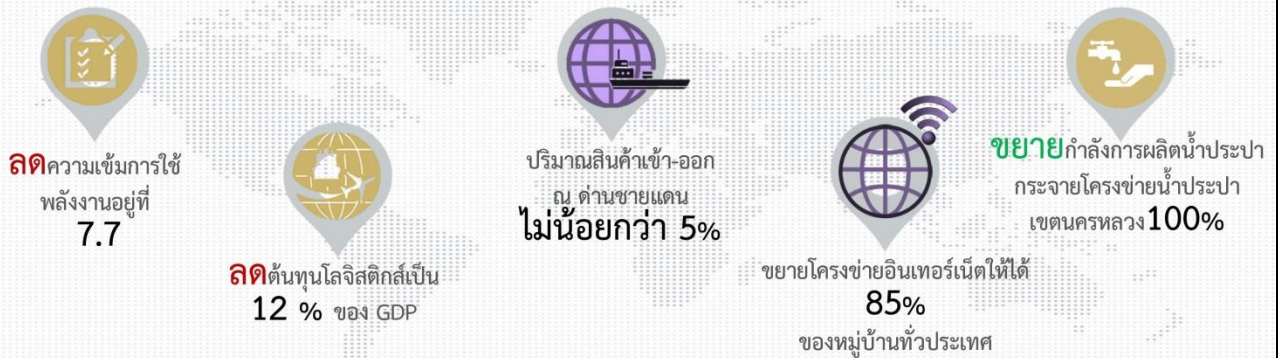 ลดความเข้มการใช้
พลังงานอยู่ที่
7.7
ลดต้นทุนโลจิสติกส์เป็น
12 % ของ GDP
ปริมาณสินค้าเข้า-ออก
ณ ด่านชายแดน
ไม่น้อยกว่า 5%
ขยายโครงข่ายอินเทอร์เน็ตให้ได้
85%
ของหมู่บ้านทั่วประเทศ
ขยายกำลังการผลิตน้ำประปา
กระจายโครงข่ายน้ำประปา
เขตนครหลวง100%